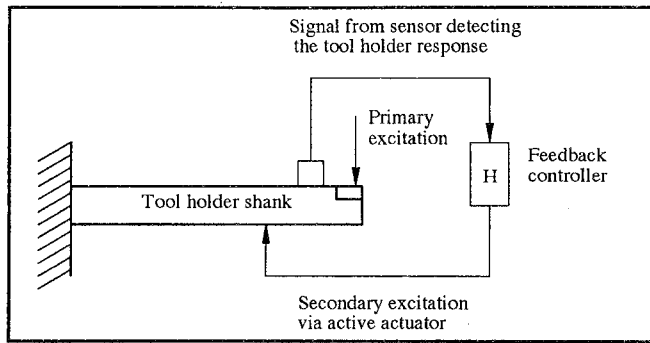 Signal from sensor detecting
the tool holder response
Primary
excitation
Feedback
controller
H
Tool holder shank
Secondary excitation
via active actuator